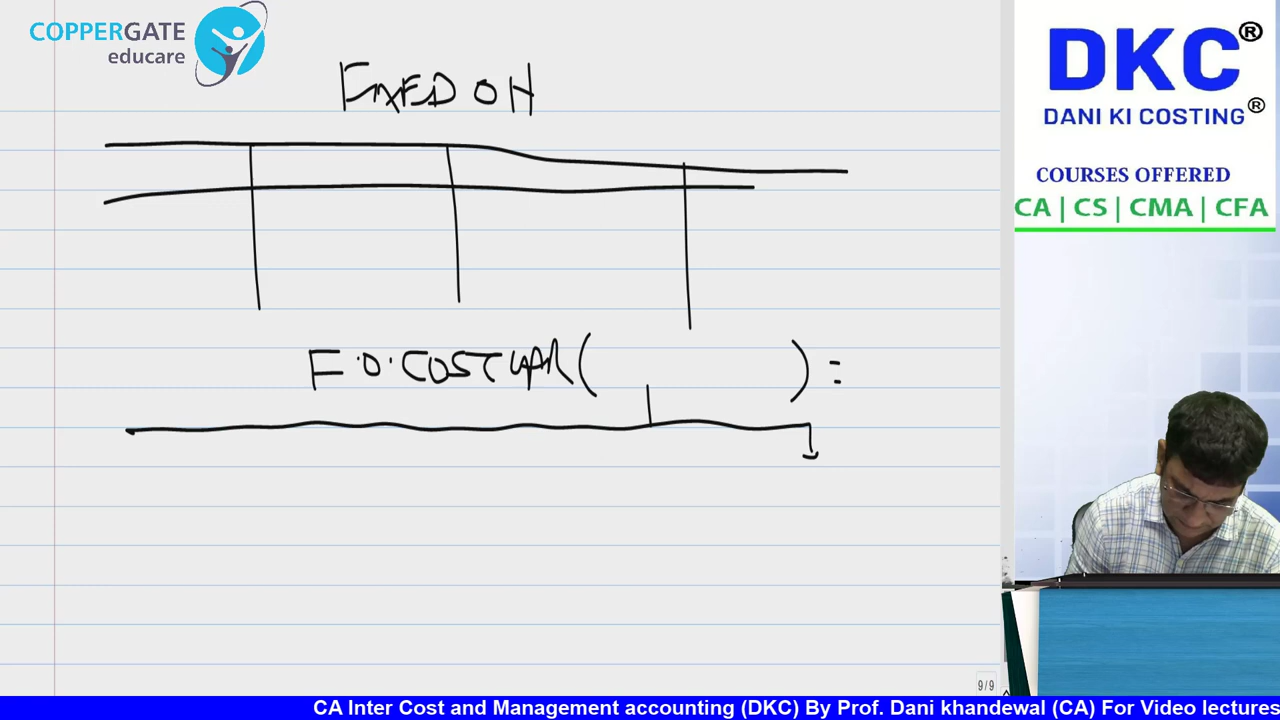 COPPERGATE
educare
FIXED OH
F.O. COST VAR ( ) =
9/9
DKC®
DANI KI COSTING®
COURSES OFFERED
CA | CS | CMA | CFA
CA Inter Cost and Management accounting (DKC) By Prof. Dani khandewal (CA) For Video lectures